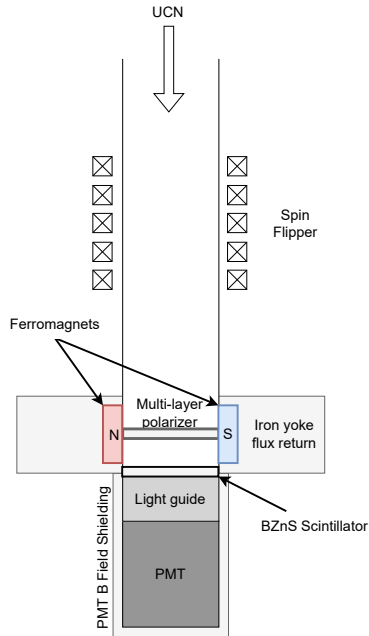 UCN
Spin
Flipper
Ferromagnets
Multi-layer
polarizer
N
S
Iron yoke
flux return
Light guide
BZnS Scintillator
PMT
PMT B Field Shielding